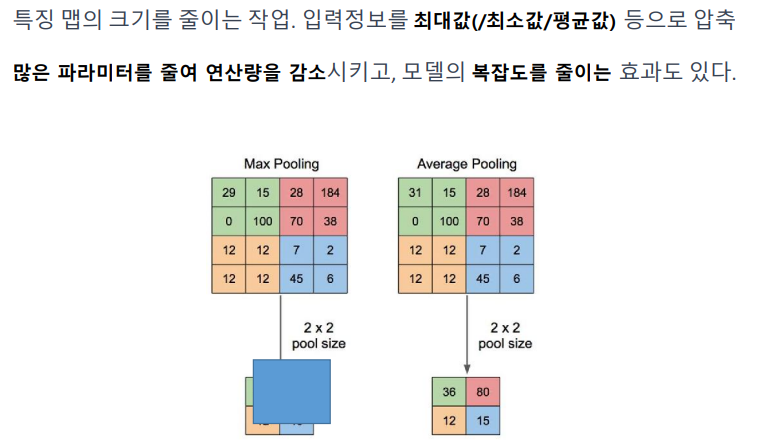 특징 맵의 크기를 줄이는 작업. 입력정보를 최대값(/최소값/평균값) 등으로 압축
많은 파라미터를 줄여 연산량을 감소시키고, 모델의 복잡도를 줄이는 효과도 있다.
Max Pooling
29 15 28 184
0 100 70 38
12 12 7 2
12 12 45 6
2 x 2
pool size
Average Pooling
31 15 28 184
0 100 70 38
12 12 7 2
12 12 45 6
2 x 2
pool size
36 80
12 15